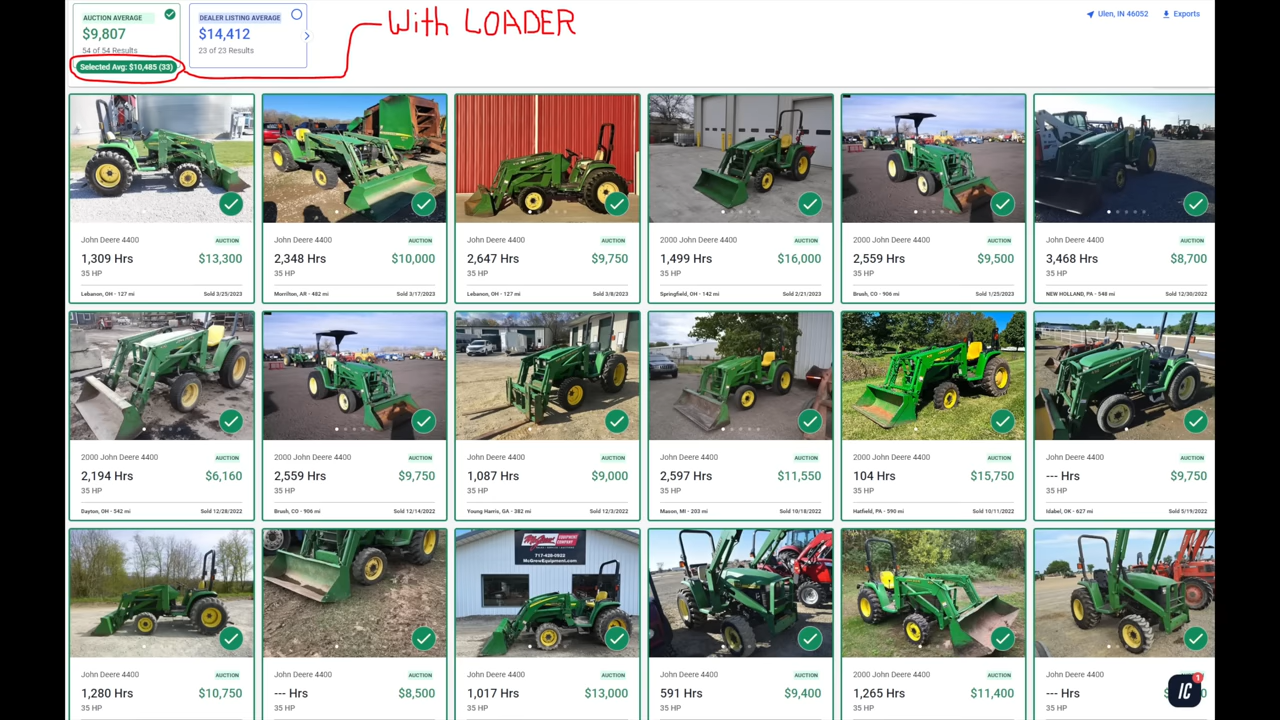 AUCTION AVERAGE
$9,807
54 of 54 Results
Selected Avg: $10,485 (33)
DEALER LISTING AVERAGE
$14,412
23 of 23 Results
With LOADER
Ulen, IN 46052
Exports
John Deere 4400
AUCTION
1,309 Hrs
$13,300
35 HP
Lebanon, OH - 127 mi
Sold 3/25/2023
John Deere 4400
AUCTION
2,348 Hrs
$10,000
35 HP
Morrilton, AR - 482 mi
Sold 3/17/2023
John Deere 4400
AUCTION
2,647 Hrs
$9,750
35 HP
Lebanon, OH - 127 mi
Sold 3/8/2023
2000 John Deere 4400
AUCTION
1,499 Hrs
$16,000
35 HP
Springfield, OH - 142 mi
Sold 2/21/2023
2000 John Deere 4400
AUCTION
2,559 Hrs
$9,500
35 HP
Brush, CO - 906 mi
Sold 1/25/2023
John Deere 4400
AUCTION
3,468 Hrs
$8,700
35 HP
NEW HOLLAND, PA - 548 mi
Sold 12/30/2022
2000 John Deere 4400
AUCTION
2,194 Hrs
$6,160
35 HP
Dayton, OH - 542 mi
Sold 12/28/2022
2000 John Deere 4400
AUCTION
2,559 Hrs
$9,750
35 HP
Brush, CO - 906 mi
Sold 12/14/2022
John Deere 4400
AUCTION
1,087 Hrs
$9,000
35 HP
Young Harris, GA - 382 mi
Sold 12/3/2022
John Deere 4400
AUCTION
2,597 Hrs
$11,550
35 HP
Mason, MI - 203 mi
Sold 10/18/2022
2000 John Deere 4400
AUCTION
104 Hrs
$15,750
35 HP
Hatfield, PA - 590 mi
Sold 10/11/2022
John Deere 4400
AUCTION
--- Hrs
$9,750
35 HP
Idabel, OK - 627 mi
Sold 5/19/2022
John Deere 4400
AUCTION
1,280 Hrs
$10,750
35 HP
John Deere 4400
AUCTION
--- Hrs
$8,500
35 HP
McGrew EQUIPMENT COMPANY
717-428-0922
McGrewEquipment.com
John Deere 4400
AUCTION
1,017 Hrs
$13,000
35 HP
John Deere 4400
AUCTION
591 Hrs
$9,400
35 HP
2000 John Deere 4400
AUCTION
1,265 Hrs
$11,400
35 HP
John Deere 4400
AUCTION
--- Hrs
35 HP
IC
1